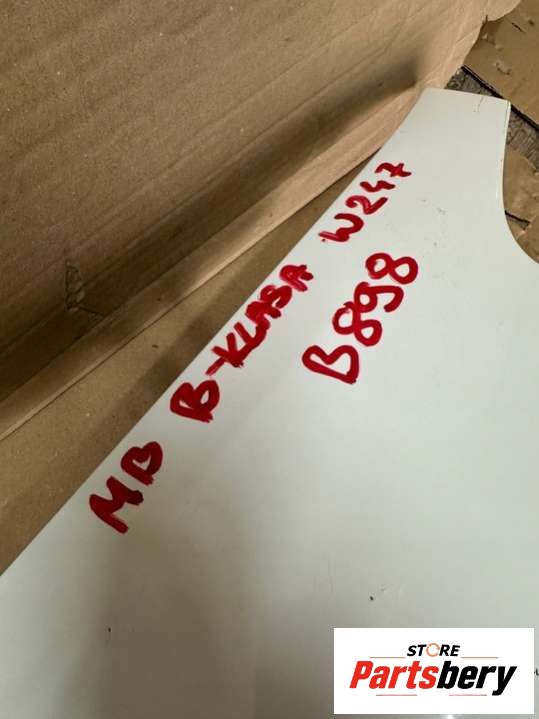 MB B-KLASA W247
B898
STORE
Partsbery